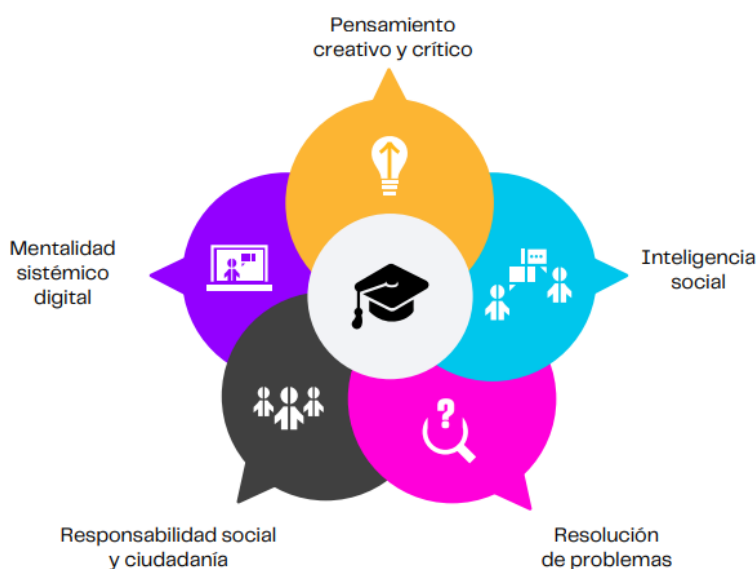 Pensamiento
creativo y crítico
Mentalidad
sistémico
digital
Inteligencia
social
?
Responsabilidad social
y ciudadanía
Resolución
de problemas